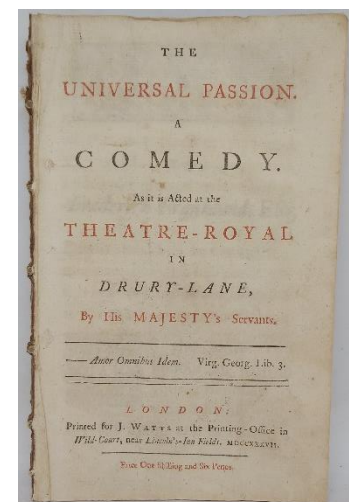 THE
UNIVERSAL PASSION.
A
COMEDY.
As it is Acted at the
THEATRE-ROYAL
IN
DRURY-LANE,
By His MAJESTY's Servants.
—— Amor Omnibus Idem. Virg. Georg. Lib. 3.
LONDON:
Printed for J. WATTS at the Printing-Office in
Wild-Court, near Lincoln's-Inn Fields. MDCCXXXVII.
Price One Shilling and Six Pence.